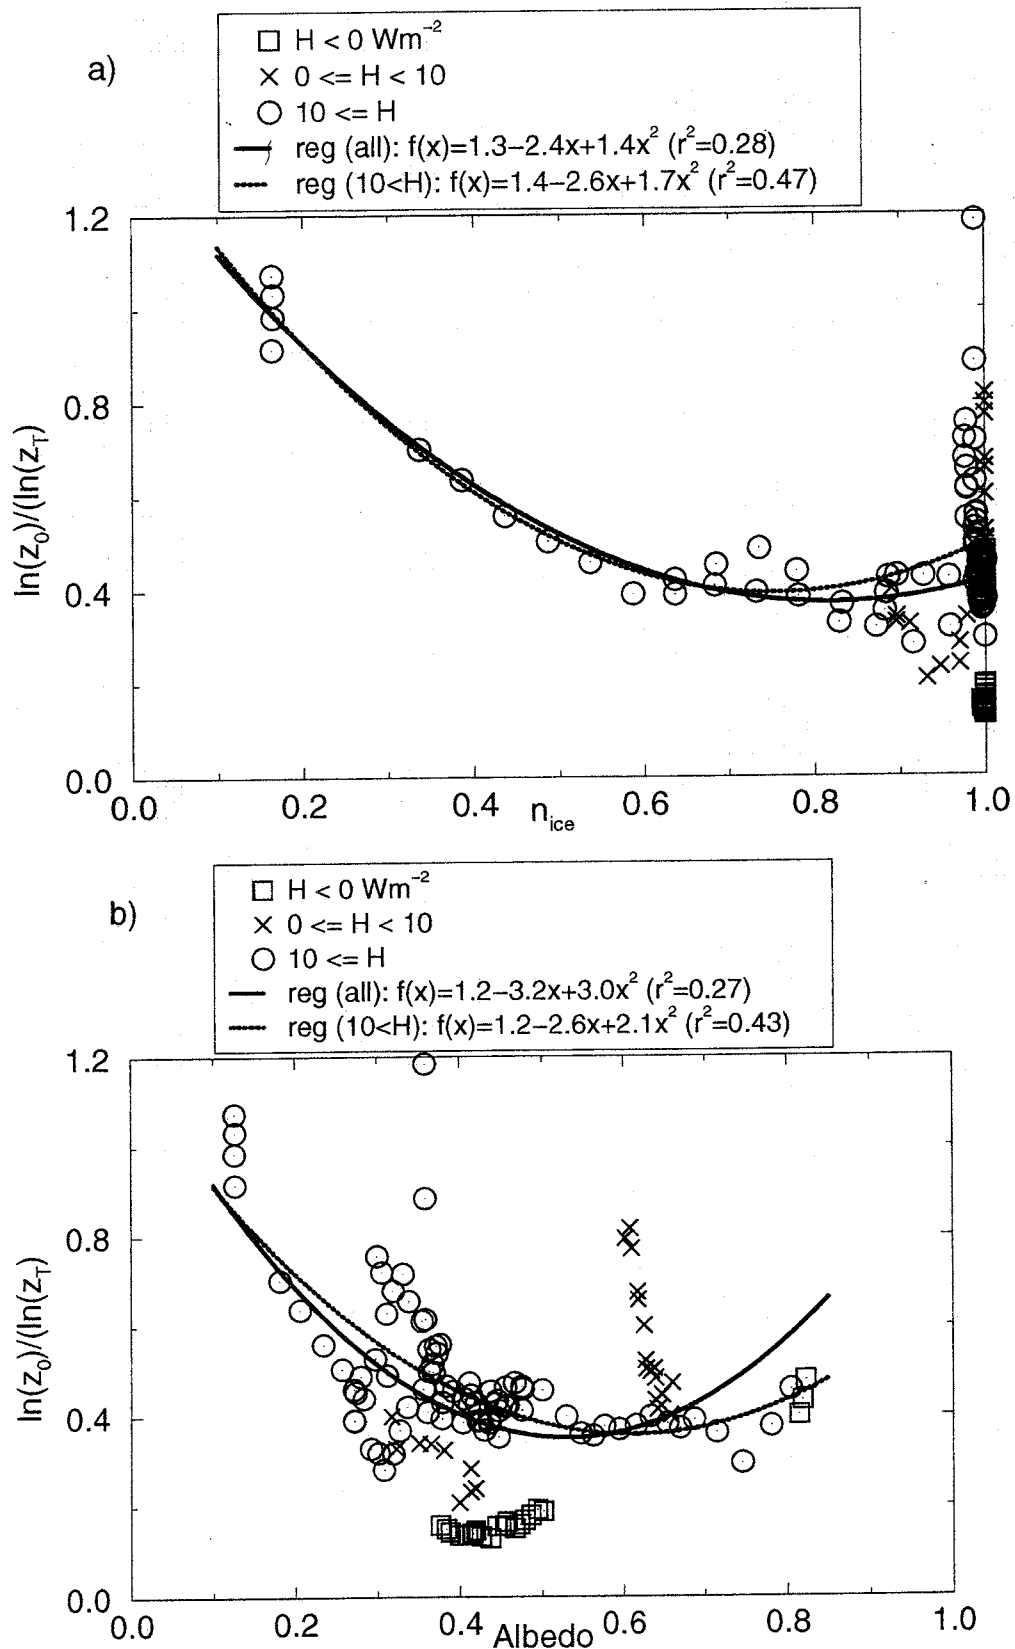 a)
H < 0 Wm⁻²
0 <= H < 10
10 <= H
reg (all): f(x)=1.3−2.4x+1.4x² (r²=0.28)
reg (10<H): f(x)=1.4−2.6x+1.7x² (r²=0.47)
1.2
0.8
0.4
0.0
ln(z₀)/(ln(z_T)
0.0 0.2 0.4 0.6 0.8 1.0
n_ice
b)
H < 0 Wm⁻²
0 <= H < 10
10 <= H
reg (all): f(x)=1.2−3.2x+3.0x² (r²=0.27)
reg (10<H): f(x)=1.2−2.6x+2.1x² (r²=0.43)
1.2
0.8
0.4
0.0
ln(z₀)/(ln(z_T)
0.0 0.2 0.4 0.6 0.8 1.0
Albedo